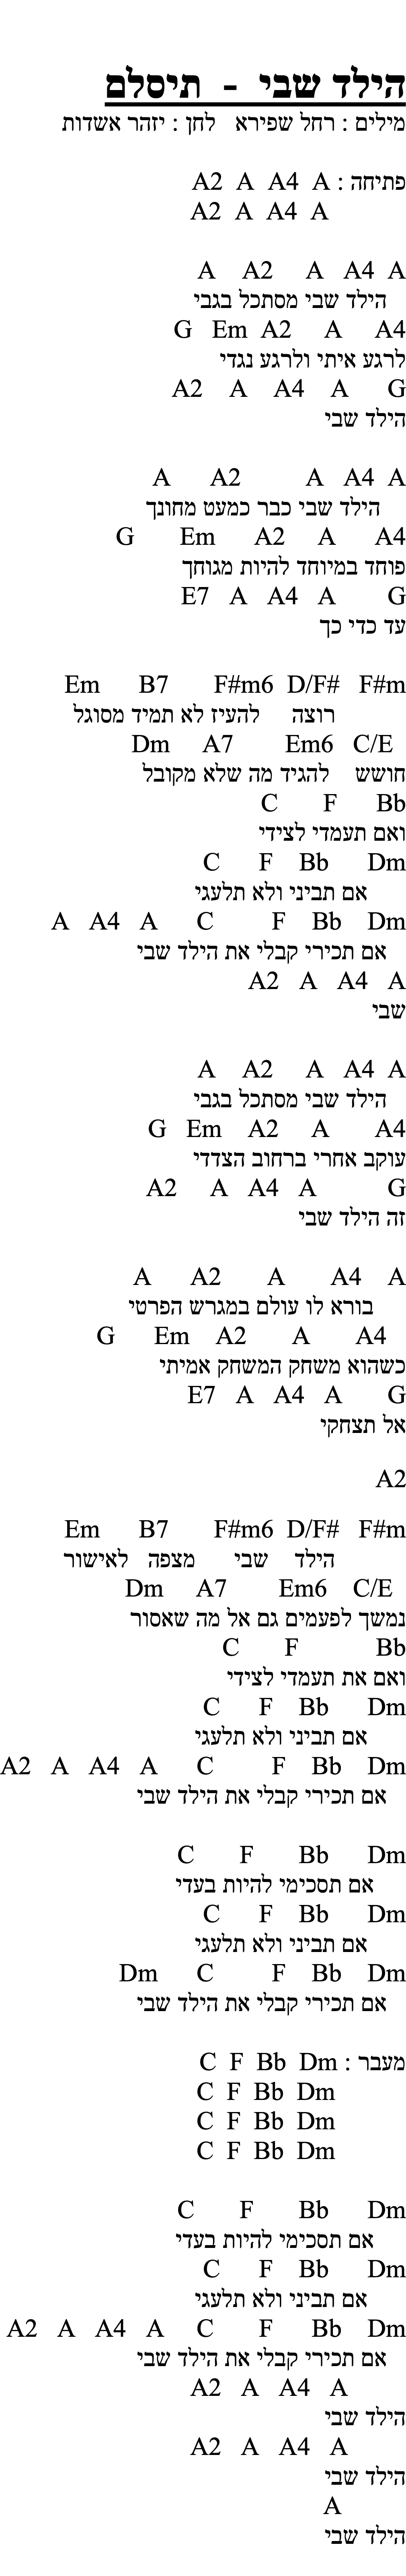 הילד שבי - תיסלם
מילים : רחל שפירא לחן : יזהר אשדות
פתיחה : A2 A A4 A
A2 A A4 A
A A2 A A4 A
הילד שבי מסתכל בגבי
G Em A2 A A4
לרגע איתי ולרגע נגדי
A2 A A4 A G
הילד שבי
A A2 A A4 A
הילד שבי כבר כמעט מחונך
G Em A2 A A4
פוחד במיוחד להיות מגוחך
E7 A A4 A G
עד כדי כך
Em B7 F#m6 D/F# F#m
רוצה להעיז לא תמיד מסוגל
Dm A7 Em6 C/E
חושש להגיד מה שלא מקובל
C F Bb
ואם תעמדי לצידי
C F Bb Dm
אם תביני ולא תלעגי
A A4 A C F Bb Dm
אם תכירי קבלי את הילד שבי
A2 A A4 A
שבי
A A2 A A4 A
הילד שבי מסתכל בגבי
G Em A2 A A4
עוקב אחרי ברחוב הצדדי
A2 A A4 A G
זה הילד שבי
A A2 A A4 A
בורא לו עולם במגרש הפרטי
G Em A2 A A4
כשהוא משחק המשחק אמיתי
E7 A A4 A G
אל תצחקי
A2
Em B7 F#m6 D/F# F#m
הילד שבי מצפה לאישור
Dm A7 Em6 C/E
נמשך לפעמים גם אל מה שאסור
C F Bb
ואם את תעמדי לצידי
C F Bb Dm
אם תביני ולא תלעגי
A2 A A4 A C F Bb Dm
אם תכירי קבלי את הילד שבי
C F Bb Dm
אם תסכימי להיות בעדי
C F Bb Dm
אם תביני ולא תלעגי
Dm C F Bb Dm
אם תכירי קבלי את הילד שבי
מעבר : C F Bb Dm
C F Bb Dm
C F Bb Dm
C F Bb Dm
C F Bb Dm
אם תסכימי להיות בעדי
C F Bb Dm
אם תביני ולא תלעגי
A2 A A4 A C F Bb Dm
אם תכירי קבלי את הילד שבי
A2 A A4 A
הילד שבי
A2 A A4 A
הילד שבי
A
הילד שבי